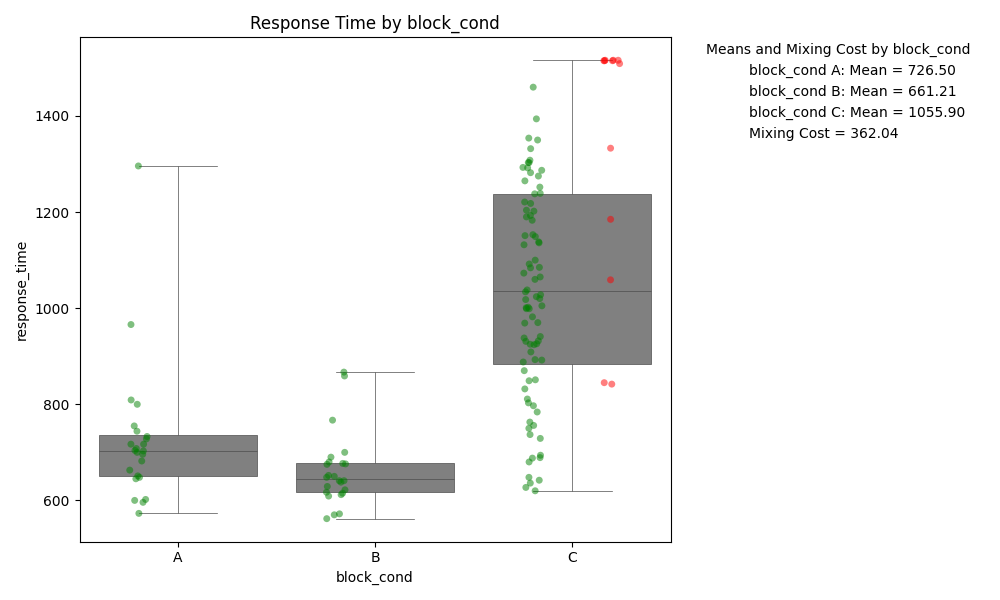 Response Time by block_cond
Means and Mixing Cost by block_cond
block_cond A: Mean = 726.50
block_cond B: Mean = 661.21
block_cond C: Mean = 1055.90
Mixing Cost = 362.04
response_time
1400
1200
1000
800
600
A
B
C
block_cond